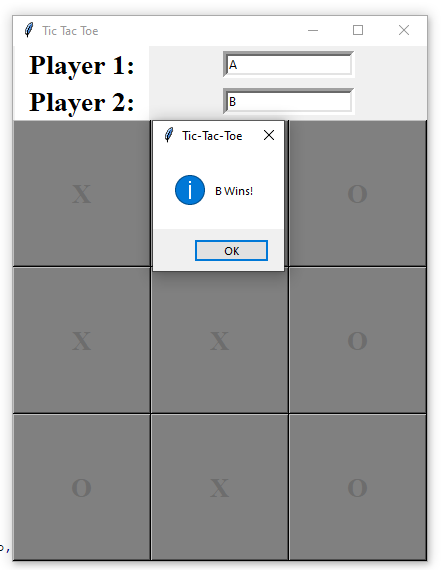 Tic Tac Toe
Player 1: A
Player 2: B
Tic-Tac-Toe
B Wins!
OK
X O
X X O
O X O